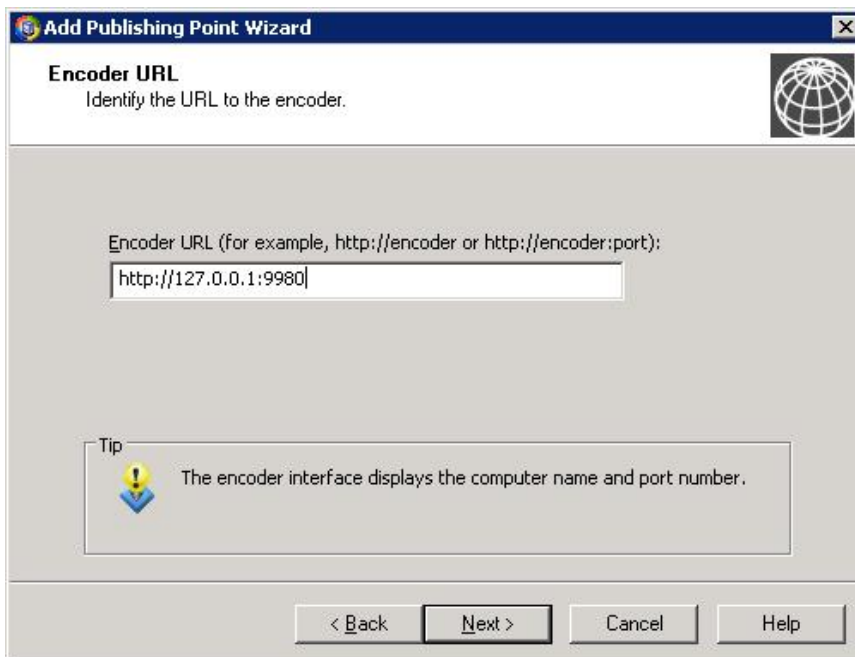 Add Publishing Point Wizard
Encoder URL
Identify the URL to the encoder.
Encoder URL (for example, http://encoder or http://encoder:port):
http://127.0.0.1:9980
Tip
The encoder interface displays the computer name and port number.
< Back
Next >
Cancel
Help